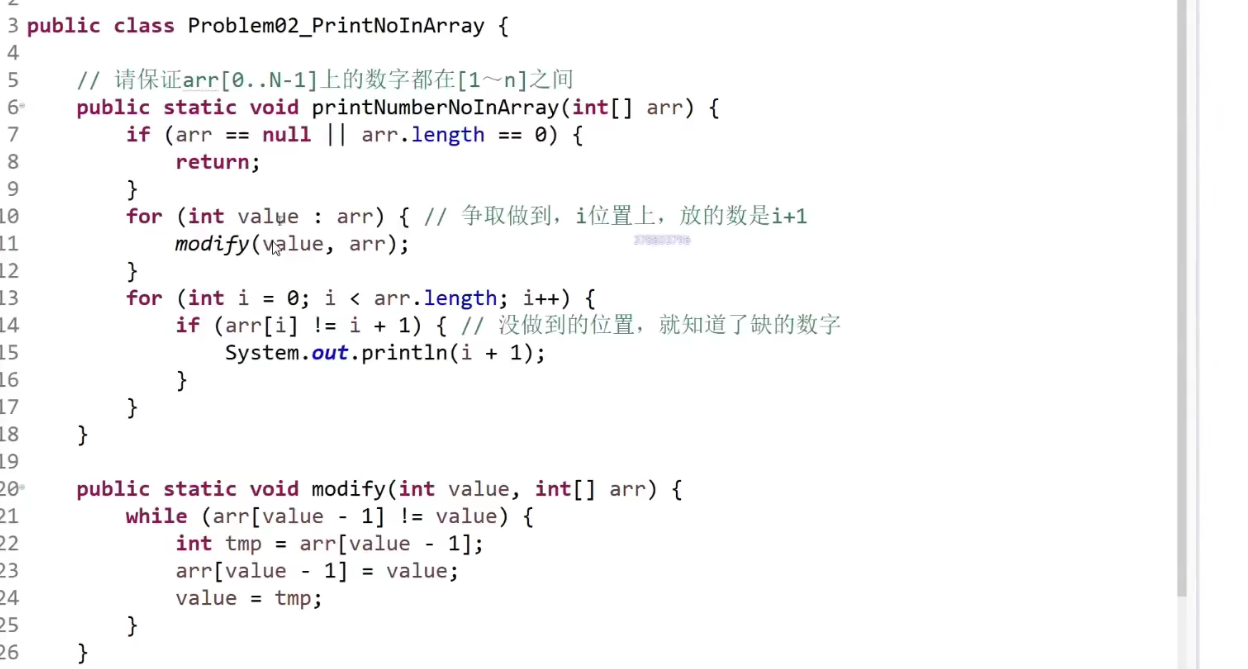 3 public class Problem02_PrintNoInArray {
4
5 // 请保证arr[0..N-1]上的数字都在[1～n]之间
6 public static void printNumberNoInArray(int[] arr) {
7 if (arr == null || arr.length == 0) {
8 return;
9 }
10 for (int value : arr) { // 争取做到，i位置上，放的数是i+1
11 modify(value, arr);
12 }
13 for (int i = 0; i < arr.length; i++) {
14 if (arr[i] != i + 1) { // 没做到的位置，就知道了缺的数字
15 System.out.println(i + 1);
16 }
17 }
18 }
19
20 public static void modify(int value, int[] arr) {
21 while (arr[value - 1] != value) {
22 int tmp = arr[value - 1];
23 arr[value - 1] = value;
24 value = tmp;
25 }
26 }